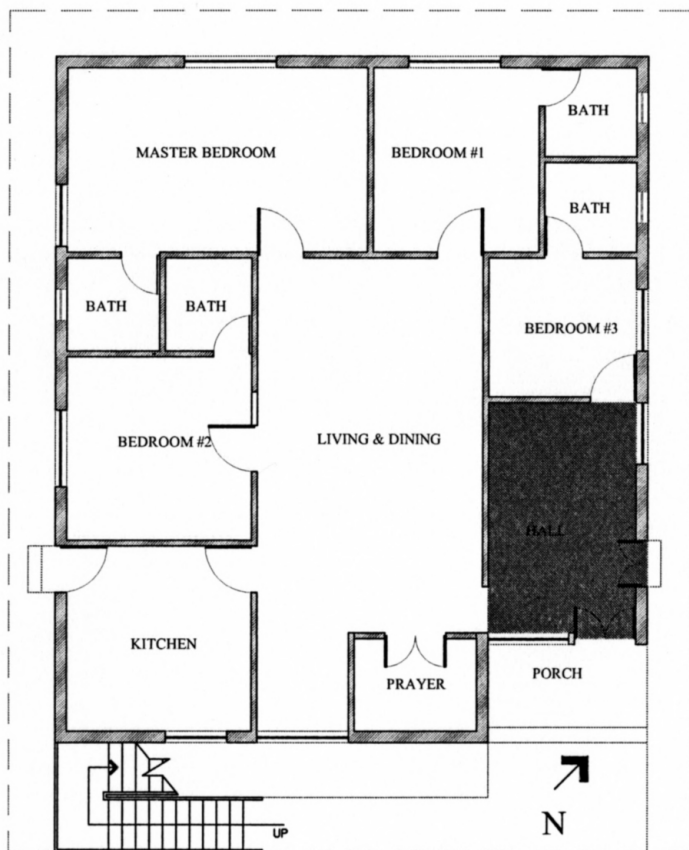 BATH
MASTER BEDROOM
BEDROOM #1
BATH
BATH
BATH
BEDROOM #3
BEDROOM #2
LIVING & DINING
HALL
KITCHEN
PRAYER
PORCH
N
UP